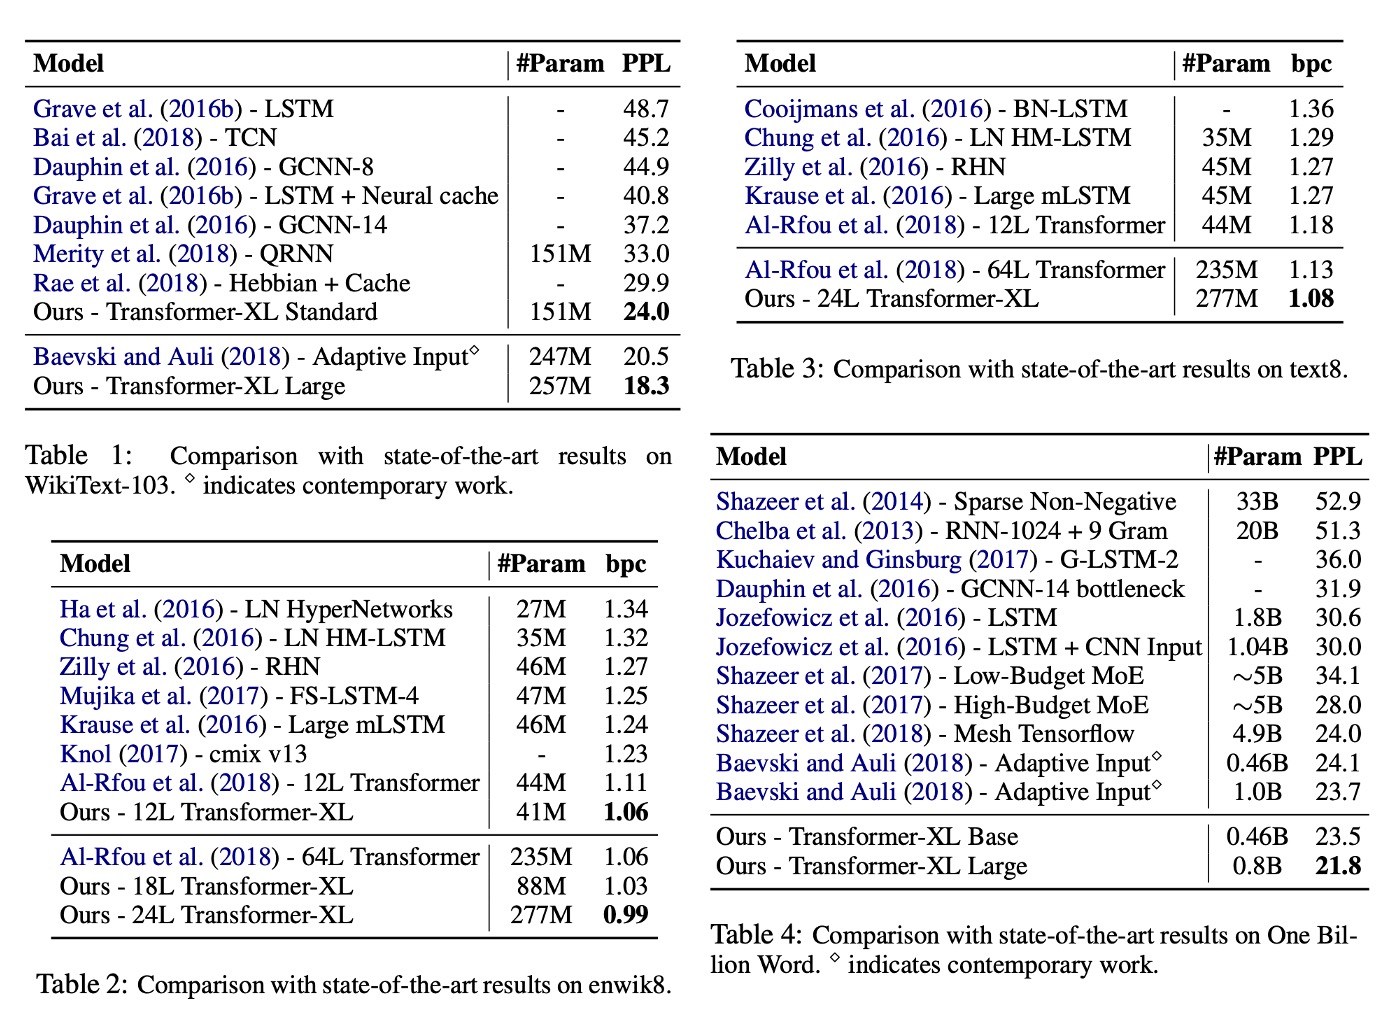 Model #Param PPL
Grave et al. (2016b) - LSTM - 48.7
Bai et al. (2018) - TCN - 45.2
Dauphin et al. (2016) - GCNN-8 - 44.9
Grave et al. (2016b) - LSTM + Neural cache - 40.8
Dauphin et al. (2016) - GCNN-14 - 37.2
Merity et al. (2018) - QRNN 151M 33.0
Rae et al. (2018) - Hebbian + Cache - 29.9
Ours - Transformer-XL Standard 151M 24.0
Baevski and Auli (2018) - Adaptive Input⋄ 247M 20.5
Ours - Transformer-XL Large 257M 18.3
Table 1: Comparison with state-of-the-art results on
WikiText-103. ⋄ indicates contemporary work.
Model #Param bpc
Ha et al. (2016) - LN HyperNetworks 27M 1.34
Chung et al. (2016) - LN HM-LSTM 35M 1.32
Zilly et al. (2016) - RHN 46M 1.27
Mujika et al. (2017) - FS-LSTM-4 47M 1.25
Krause et al. (2016) - Large mLSTM 46M 1.24
Knol (2017) - cmix v13 - 1.23
Al-Rfou et al. (2018) - 12L Transformer 44M 1.11
Ours - 12L Transformer-XL 41M 1.06
Al-Rfou et al. (2018) - 64L Transformer 235M 1.06
Ours - 18L Transformer-XL 88M 1.03
Ours - 24L Transformer-XL 277M 0.99
Table 2: Comparison with state-of-the-art results on enwik8.
Model #Param bpc
Cooijmans et al. (2016) - BN-LSTM - 1.36
Chung et al. (2016) - LN HM-LSTM 35M 1.29
Zilly et al. (2016) - RHN 45M 1.27
Krause et al. (2016) - Large mLSTM 45M 1.27
Al-Rfou et al. (2018) - 12L Transformer 44M 1.18
Al-Rfou et al. (2018) - 64L Transformer 235M 1.13
Ours - 24L Transformer-XL 277M 1.08
Table 3: Comparison with state-of-the-art results on text8.
Model #Param PPL
Shazeer et al. (2014) - Sparse Non-Negative 33B 52.9
Chelba et al. (2013) - RNN-1024 + 9 Gram 20B 51.3
Kuchaiev and Ginsburg (2017) - G-LSTM-2 - 36.0
Dauphin et al. (2016) - GCNN-14 bottleneck - 31.9
Jozefowicz et al. (2016) - LSTM 1.8B 30.6
Jozefowicz et al. (2016) - LSTM + CNN Input 1.04B 30.0
Shazeer et al. (2017) - Low-Budget MoE ∼5B 34.1
Shazeer et al. (2017) - High-Budget MoE ∼5B 28.0
Shazeer et al. (2018) - Mesh Tensorflow 4.9B 24.0
Baevski and Auli (2018) - Adaptive Input⋄ 0.46B 24.1
Baevski and Auli (2018) - Adaptive Input⋄ 1.0B 23.7
Ours - Transformer-XL Base 0.46B 23.5
Ours - Transformer-XL Large 0.8B 21.8
Table 4: Comparison with state-of-the-art results on One Bil-
lion Word. ⋄ indicates contemporary work.